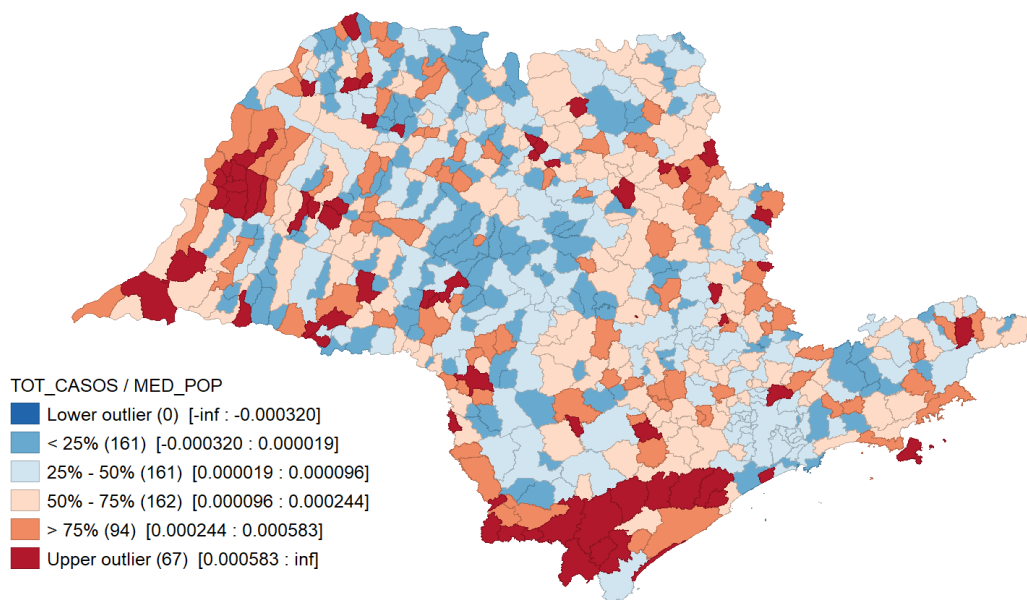 TOT_CASOS / MED_POP
Lower outlier (0) [-inf : -0.000320]
< 25% (161) [-0.000320 : 0.000019]
25% - 50% (161) [0.000019 : 0.000096]
50% - 75% (162) [0.000096 : 0.000244]
> 75% (94) [0.000244 : 0.000583]
Upper outlier (67) [0.000583 : inf]